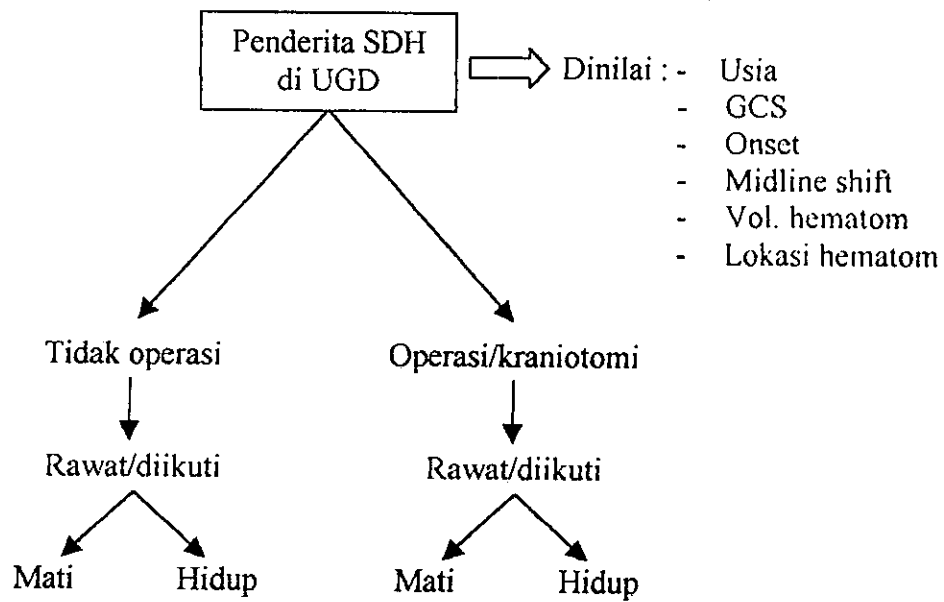 Penderita SDH
di UGD
Dinilai : - Usia
- GCS
- Onset
- Midline shift
- Vol. hematom
- Lokasi hematom
Tidak operasi
Operasi/kraniotomi
Rawat/diikuti
Rawat/diikuti
Mati
Hidup
Mati
Hidup